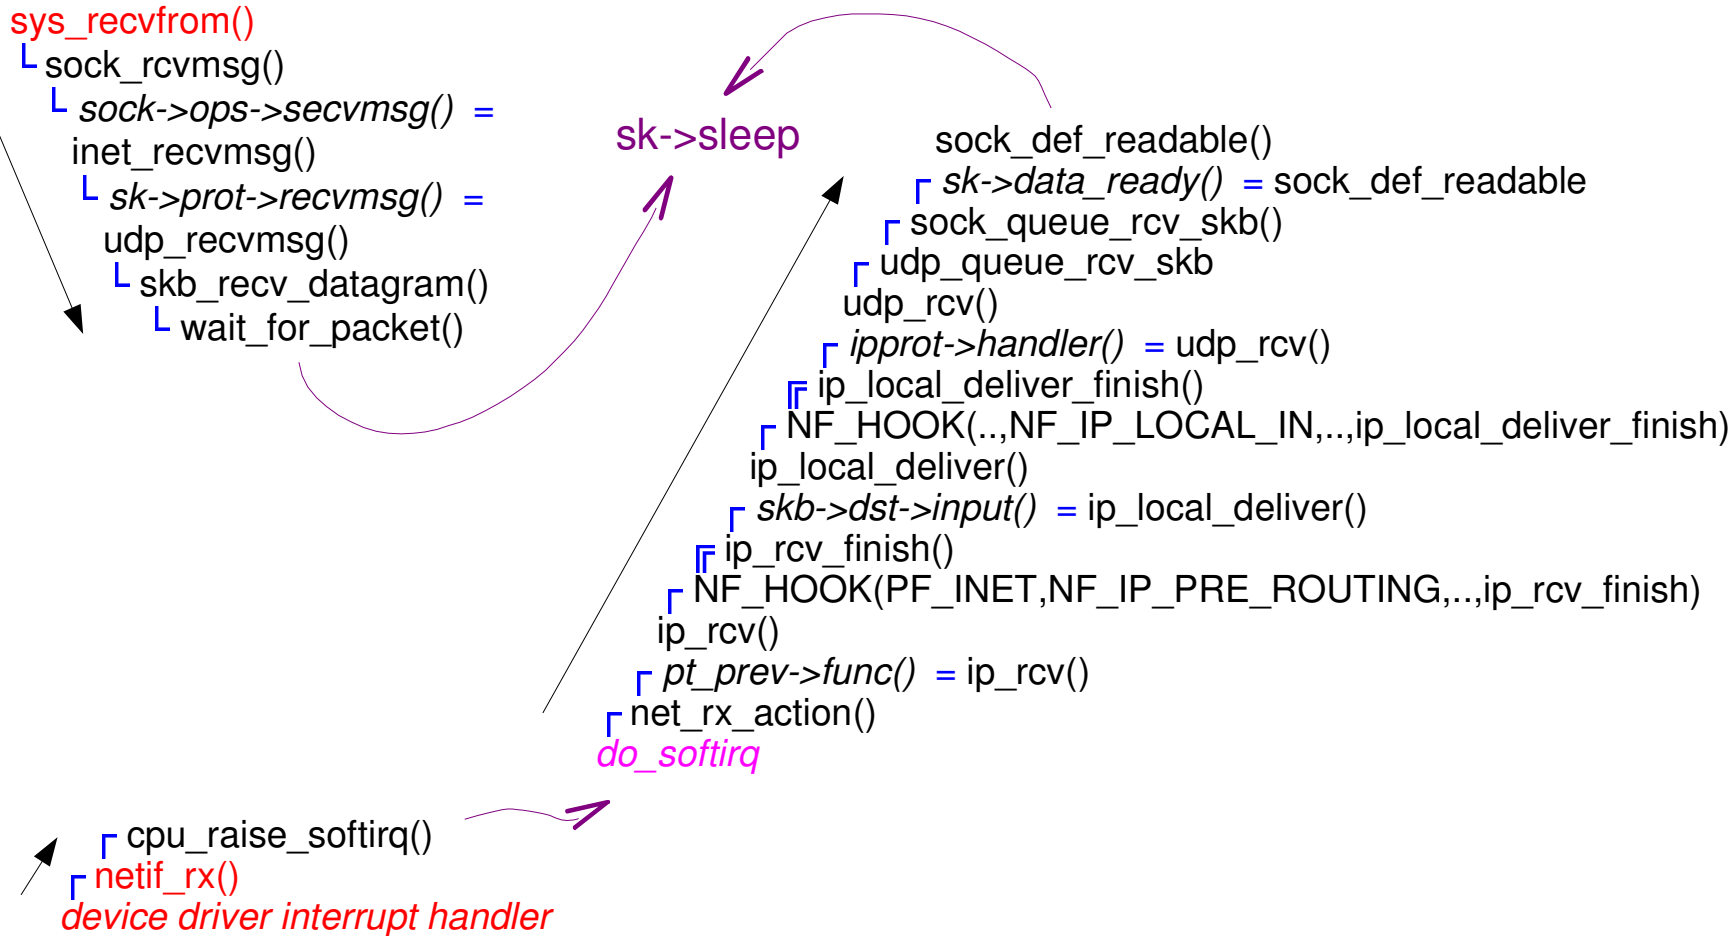 sys_recvfrom()
sock_rcvmsg()
sock->ops->secvmsg() =
inet_recvmsg()
sk->prot->recvmsg() =
udp_recvmsg()
skb_recv_datagram()
wait_for_packet()
sk->sleep
sock_def_readable()
sk->data_ready() = sock_def_readable
sock_queue_rcv_skb()
udp_queue_rcv_skb
udp_rcv()
ipprot->handler() = udp_rcv()
ip_local_deliver_finish()
NF_HOOK(..,NF_IP_LOCAL_IN,..,ip_local_deliver_finish)
ip_local_deliver()
skb->dst->input() = ip_local_deliver()
ip_rcv_finish()
NF_HOOK(PF_INET,NF_IP_PRE_ROUTING,..,ip_rcv_finish)
ip_rcv()
pt_prev->func() = ip_rcv()
net_rx_action()
do_softirq
cpu_raise_softirq()
netif_rx()
device driver interrupt handler